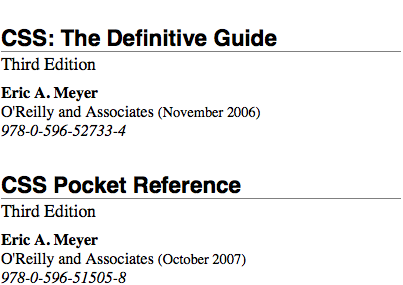 CSS: The Definitive Guide
Third Edition
Eric A. Meyer
O'Reilly and Associates (November 2006)
978-0-596-52733-4
CSS Pocket Reference
Third Edition
Eric A. Meyer
O'Reilly and Associates (October 2007)
978-0-596-51505-8